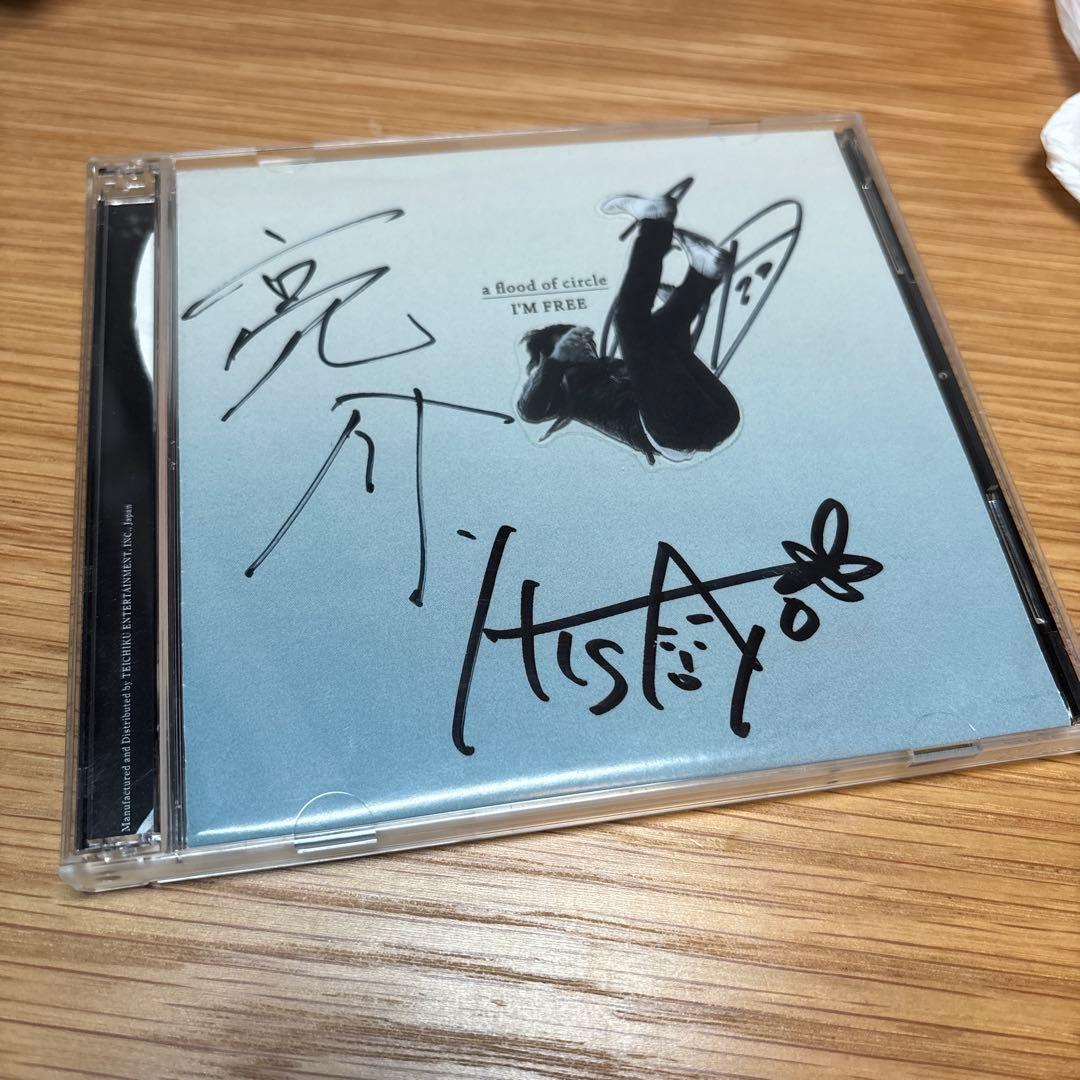 亮介
a flood of circle
I'M FREE
HISAyo
Manufactured and Distributed by TEICHIKU ENTERTAINMENT, INC., Japan